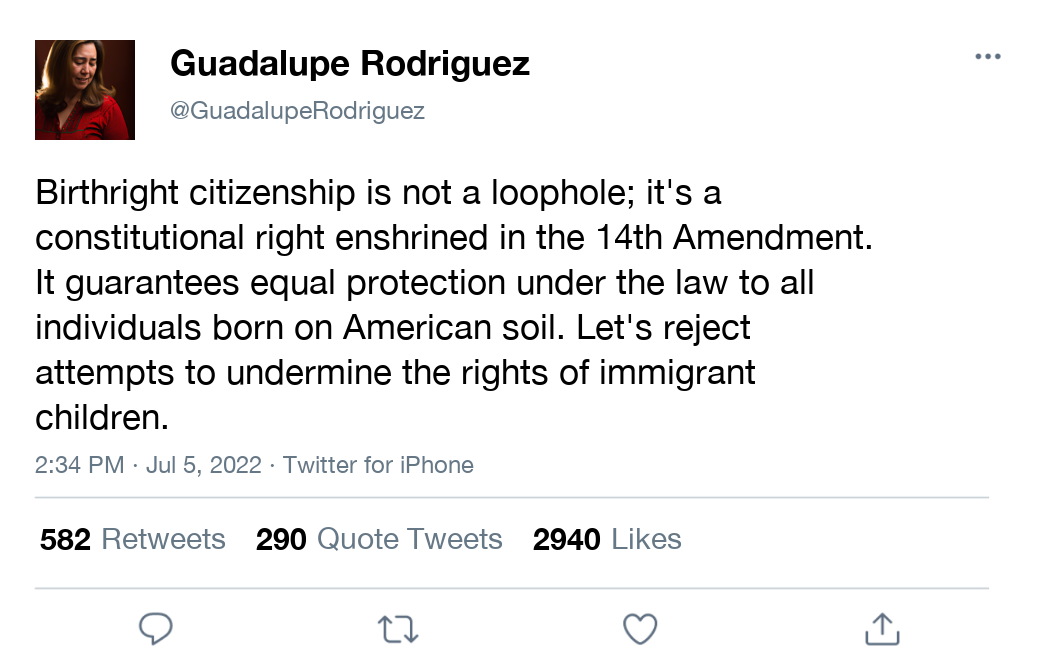 Guadalupe Rodriguez
@GuadalupeRodriguez
Birthright citizenship is not a loophole; it's a
constitutional right enshrined in the 14th Amendment.
It guarantees equal protection under the law to all
individuals born on American soil. Let's reject
attempts to undermine the rights of immigrant
children.
2:34 PM · Jul 5, 2022 · Twitter for iPhone
582 Retweets 290 Quote Tweets 2940 Likes